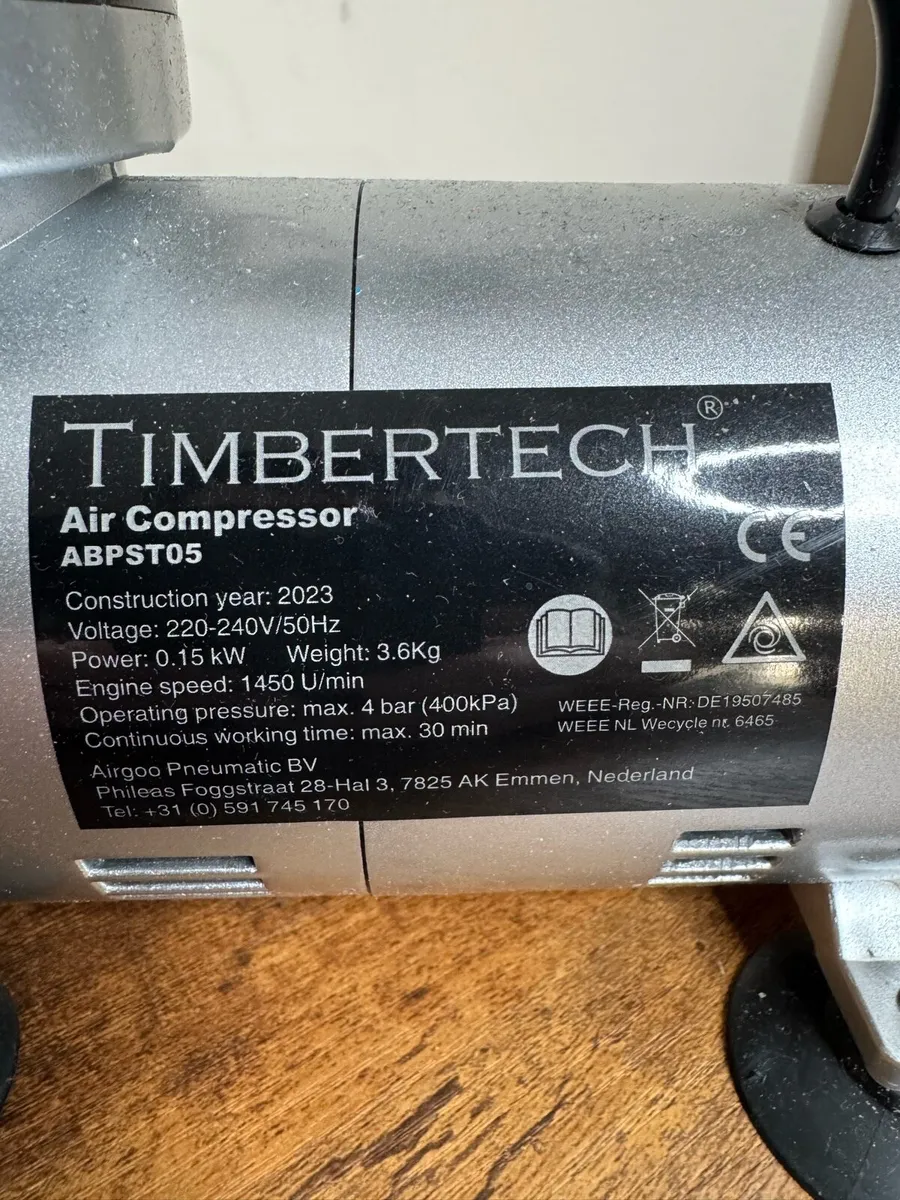 TIMBERTECH®
Air Compressor
ABPST05
CE
Construction year: 2023
Voltage: 220-240V/50Hz
Power: 0.15 kW Weight: 3.6Kg
Engine speed: 1450 U/min
Operating pressure: max. 4 bar (400kPa)
Continuous working time: max. 30 min
WEEE-Reg.-NR: DE19507485
WEEE NL Wecycle nr. 6465
Airgoo Pneumatic BV
Phileas Foggstraat 28-Hal 3, 7825 AK Emmen, Nederland
Tel: +31 (0) 591 745 170